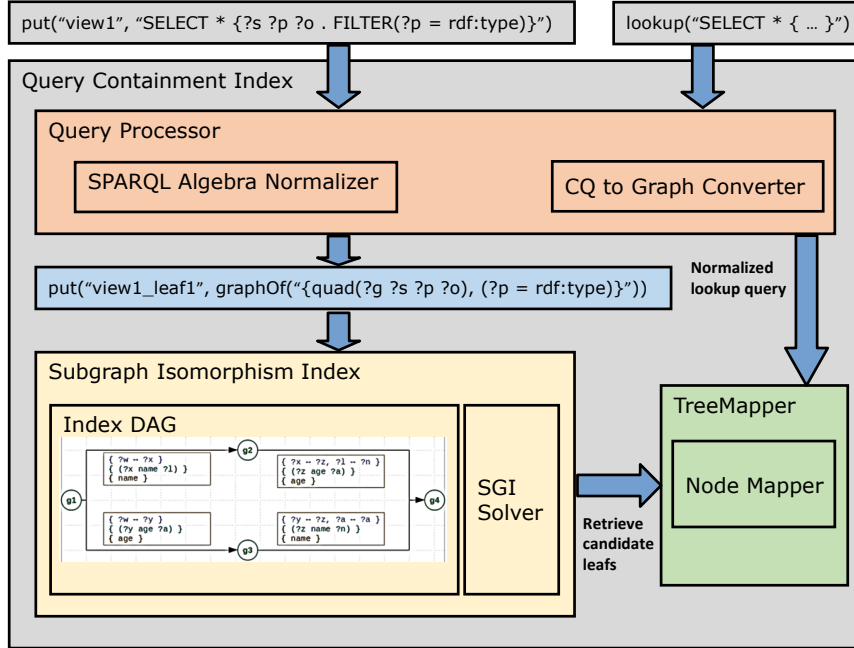 put(“view1”, “SELECT * {?s ?p ?o . FILTER(?p = rdf:type)}”)
lookup(“SELECT * { … }”)
Query Containment Index
Query Processor
SPARQL Algebra Normalizer
CQ to Graph Converter
put(“view1_leaf1”, graphOf(“{quad(?g ?s ?p ?o), (?p = rdf:type)}”))
Normalized
lookup query
Subgraph Isomorphism Index
Index DAG
g1
{ ?w ↔ ?x }
{ (?x name ?l) }
{ name }
g2
{ ?x ↔ ?z, ?l ↔ ?n }
{ (?z age ?a) }
{ age }
g4
{ ?w ↔ ?y }
{ (?y age ?a) }
{ age }
g3
{ ?y ↔ ?z, ?a ↔ ?a }
{ (?z name ?n) }
{ name }
SGI
Solver
Retrieve
candidate
leafs
TreeMapper
Node Mapper